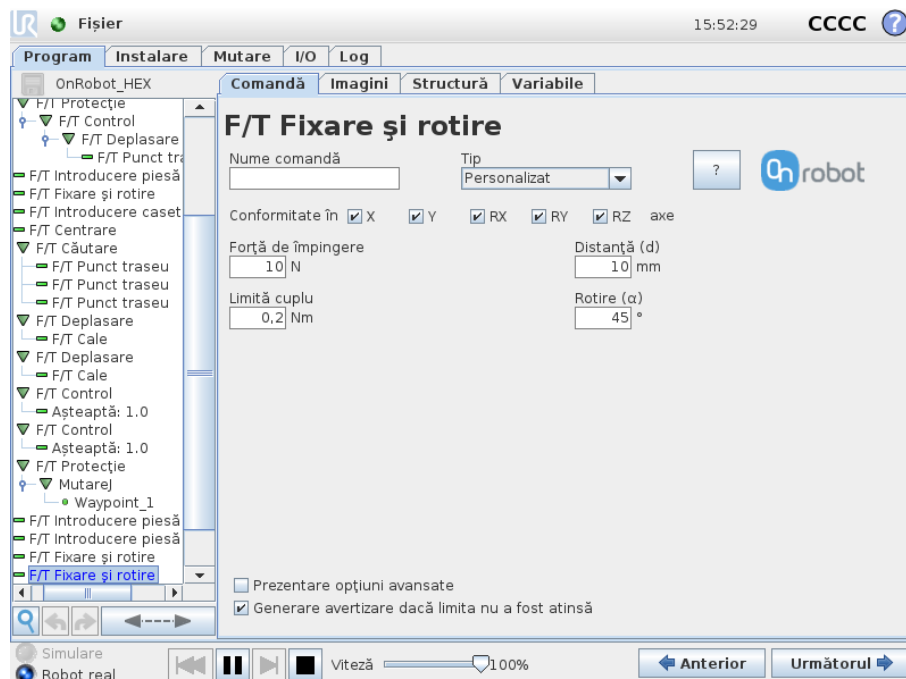 Fișier 15:52:29 CCCC ?
Program Instalare Mutare I/O Log
OnRobot_HEX
Comandă Imagini Structură Variabile
F/T Protecție
F/T Control
F/T Deplasare
F/T Punct tra
F/T Introducere piesă
F/T Fixare și rotire
F/T Introducere caset
F/T Centrare
F/T Căutare
F/T Punct traseu
F/T Punct traseu
F/T Punct traseu
F/T Deplasare
F/T Cale
F/T Deplasare
F/T Cale
F/T Control
Așteaptă: 1.0
F/T Control
Așteaptă: 1.0
F/T Protecție
MutareJ
Waypoint_1
F/T Introducere piesă
F/T Introducere piesă
F/T Fixare și rotire
F/T Fixare și rotire
F/T Fixare și rotire
Nume comandă Tip
Personalizat
?
On robot
Conformitate în X Y RX RY RZ axe
Forță de împingere Distanță (d)
10 N 10 mm
Limită cuplu Rotire (α)
0,2 Nm 45 °
Prezentare opțiuni avansate
Generare avertizare dacă limita nu a fost atinsă
Simulare
Robot real
Viteză 100%
Anterior Următorul